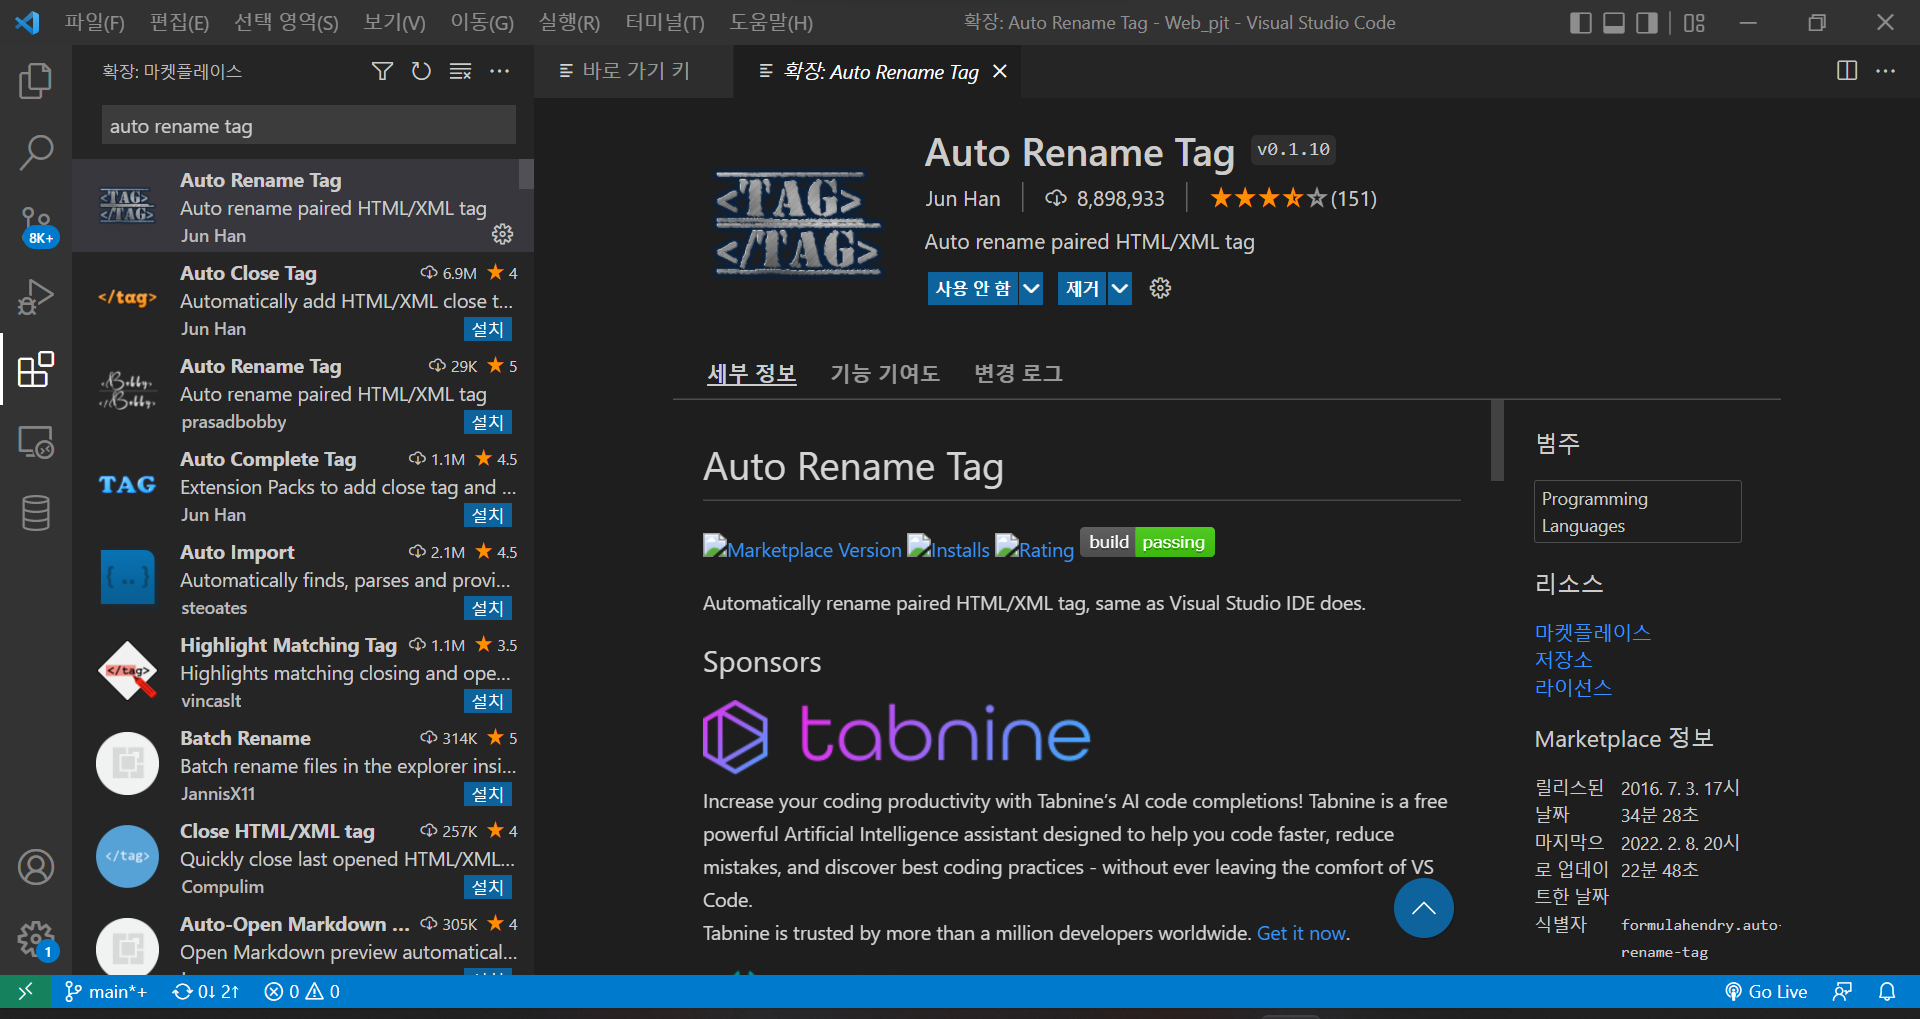 파일(F) 편집(E) 선택 영역(S) 보기(V) 이동(G) 실행(R) 터미널(T) 도움말(H) 확장: Auto Rename Tag - Web_pjt - Visual Studio Code
확장: 마켓플레이스
바로 가기 키
확장: Auto Rename Tag
auto rename tag
8K+
1
<TAG>
</TAG>
Auto Rename Tag
Auto rename paired HTML/XML tag
Jun Han
</tag>
Auto Close Tag 6.9M 4
Automatically add HTML/XML close t...
Jun Han 설치
<Bobby>
</Bobby>
Auto Rename Tag 29K 5
Auto rename paired HTML/XML tag
prasadbobby 설치
TAG
Auto Complete Tag 1.1M 4.5
Extension Packs to add close tag and ...
Jun Han 설치
{..}
Auto Import 2.1M 4.5
Automatically finds, parses and provi...
steoates 설치
</tag>
Highlight Matching Tag 1.1M 3.5
Highlights matching closing and ope...
vincaslt 설치
Batch Rename 314K 5
Batch rename files in the explorer insi...
JannisX11 설치
</tag>
Close HTML/XML tag 257K 4
Quickly close last opened HTML/XML...
Compulim 설치
Auto-Open Markdown ... 305K 4
Open Markdown preview automatical...
<TAG>
</TAG>
Auto Rename Tag v0.1.10
Jun Han 8,898,933 (151)
Auto rename paired HTML/XML tag
사용 안 함 제거
세부 정보 기능 기여도 변경 로그
Auto Rename Tag
Marketplace Version Installs Rating build passing
Automatically rename paired HTML/XML tag, same as Visual Studio IDE does.
Sponsors
tabnine
Increase your coding productivity with Tabnine’s AI code completions! Tabnine is a free
powerful Artificial Intelligence assistant designed to help you code faster, reduce
mistakes, and discover best coding practices - without ever leaving the comfort of VS
Code.
Tabnine is trusted by more than a million developers worldwide. Get it now.
범주
Programming
Languages
리소스
마켓플레이스
저장소
라이선스
Marketplace 정보
릴리스된 2016. 7. 3. 17시
날짜 34분 28초
마지막으 2022. 2. 8. 20시
로 업데이 22분 48초
트한 날짜
식별자 formulahendry.auto-
rename-tag
main*+ 0↓ 2↑ 0 0 Go Live